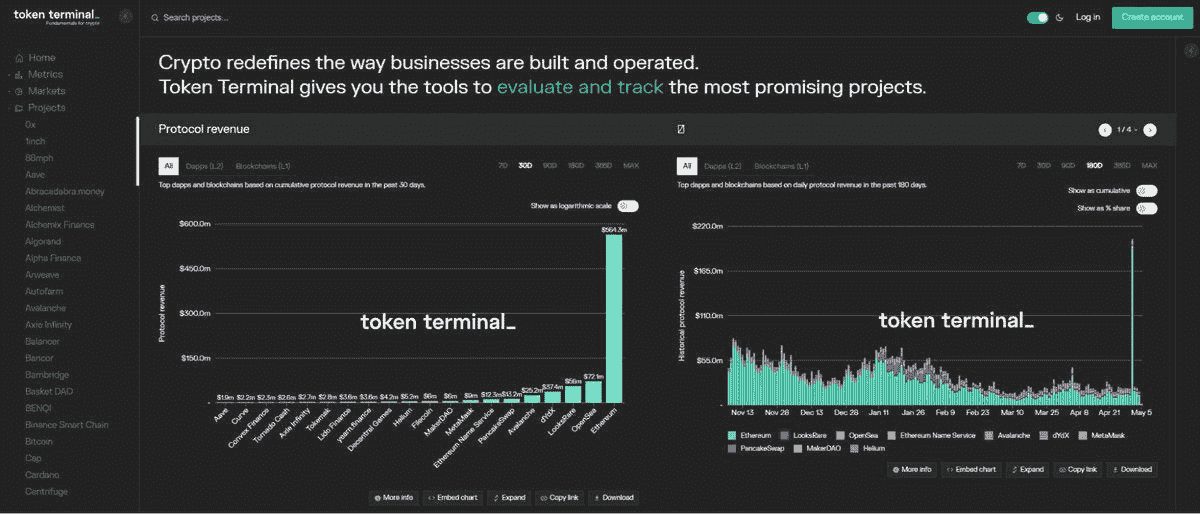 token terminal_
Fundamentals for crypto
Search projects...
Log in
Create account
Home
Metrics
Markets
Projects
0x
1inch
88mph
Aave
Abracadabra.money
Alchemist
Alchemix Finance
Algorand
Alpha Finance
Arweave
Autofarm
Avalanche
Axie Infinity
Balancer
Bancor
Barnbridge
Basket DAO
BENQI
Binance Smart Chain
Bitcoin
Cap
Cardano
Centrifuge
Crypto redefines the way businesses are built and operated.
Token Terminal gives you the tools to evaluate and track the most promising projects.
Protocol revenue
1 / 4
All Dapps (L2) Blockchains (L1) 7D 30D 90D 180D 365D MAX
Top dapps and blockchains based on cumulative protocol revenue in the past 30 days.
Show as logarithmic scale
Protocol revenue
$600.0m
$450.0m
$300.0m
$150.0m
-
token terminal_
$1.9m $2.2m $2.3m $2.6m $2.7m $2.8m $3.6m $3.6m $4.2m $5.2m $6m $6m $9m $12.3m $13.2m $25.2m $37.4m $56m $72.1m $564.3m
Aave
Curve
Convex Finance
Tornado Cash
Axie Infinity
Tokemak
Lido Finance
yearn.finance
Decentral Games
Helium
Filecoin
MakerDAO
MetaMask
Ethereum Name Service
PancakeSwap
Avalanche
dYdX
LooksRare
OpenSea
Ethereum
More info Embed chart Expand Copy link Download
All Dapps (L2) Blockchains (L1) 7D 30D 90D 180D 365D MAX
Top dapps and blockchains based on daily protocol revenue in the past 180 days.
Show as cumulative
Show as % share
Historical protocol revenue
$220.0m
$165.0m
$110.0m
$55.0m
-
token terminal_
Nov 13 Nov 28 Dec 13 Dec 28 Jan 11 Jan 26 Feb 9 Feb 23 Mar 10 Mar 25 Apr 8 Apr 21 May 5
Ethereum LooksRare OpenSea Ethereum Name Service Avalanche dYdX MetaMask
PancakeSwap MakerDAO Helium
More info Embed chart Expand Copy link Download